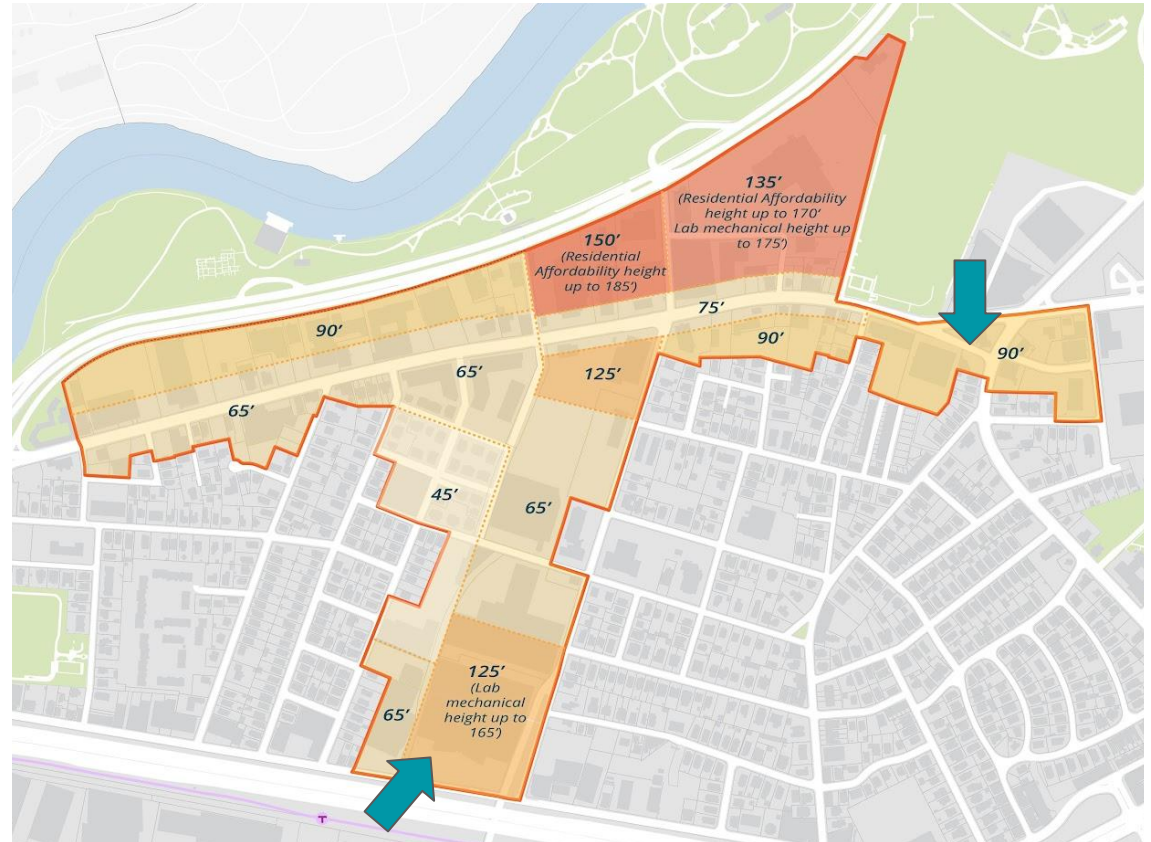 135'
(Residential Affordability
height up to 170'
Lab mechanical height up
to 175')
150'
(Residential
Affordability height
up to 185')
75'
90'
90'
90'
65'
125'
65'
45'
65'
125'
(Lab
mechanical
height up to
165')
65'
T